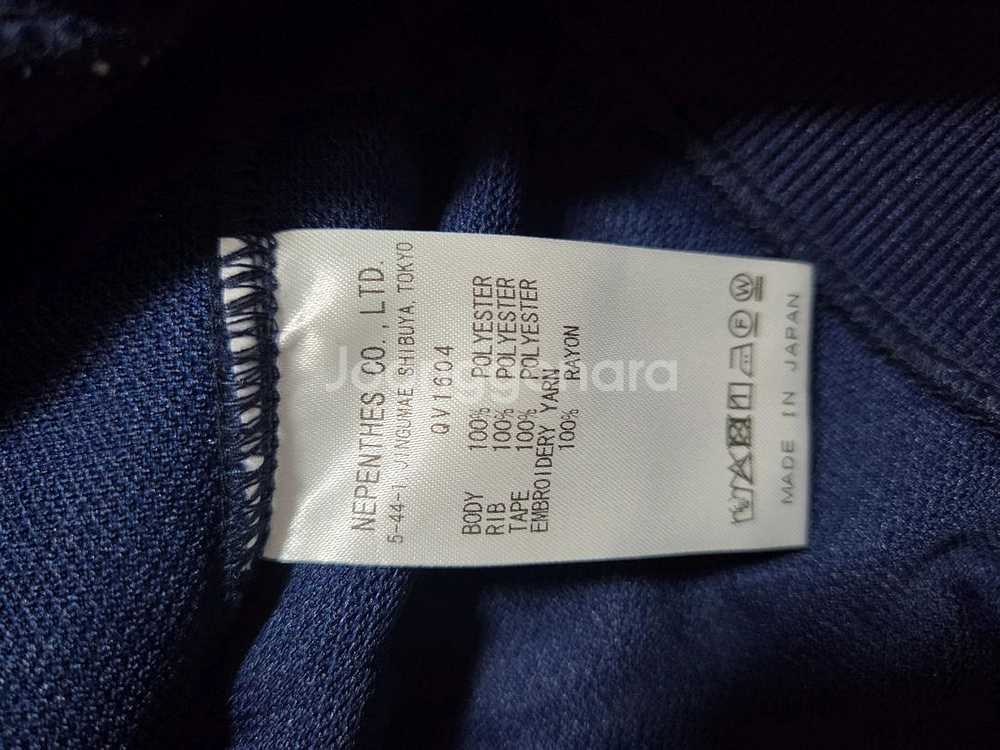 NEPENTHES CO., LTD.
5-44-1, JINGUMAE SHIBUYA, TOKYO
QV1604
BODY 100% POLYESTER
RIB 100% POLYESTER
TAPE 100% POLYESTER
EMBROIDERY YARN
100% RAYON
MADE IN JAPAN